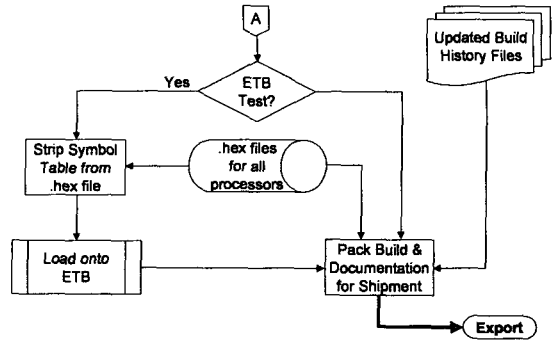 A
Updated Build
History Files
Yes
ETB
Test?
Strip Symbol
Table from
.hex file
.hex files
for all
processors
Load onto
ETB
Pack Build &
Documentation
for Shipment
Export